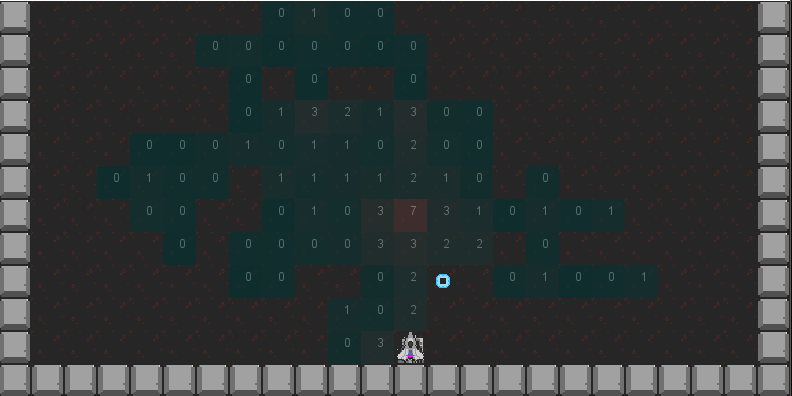 0 1 0 0
0 0 0 0 0 0 0
0 0 0
0 1 3 2 1 3 0 0
0 0 0 1 0 1 1 0 2 0 0
0 1 0 0 1 1 1 1 2 1 0 0
0 0 0 1 0 3 7 3 1 0 1 0 1
0 0 0 0 0 3 3 2 2 0
0 0 0 2 0 1 0 0 1
1 0 2
0 3